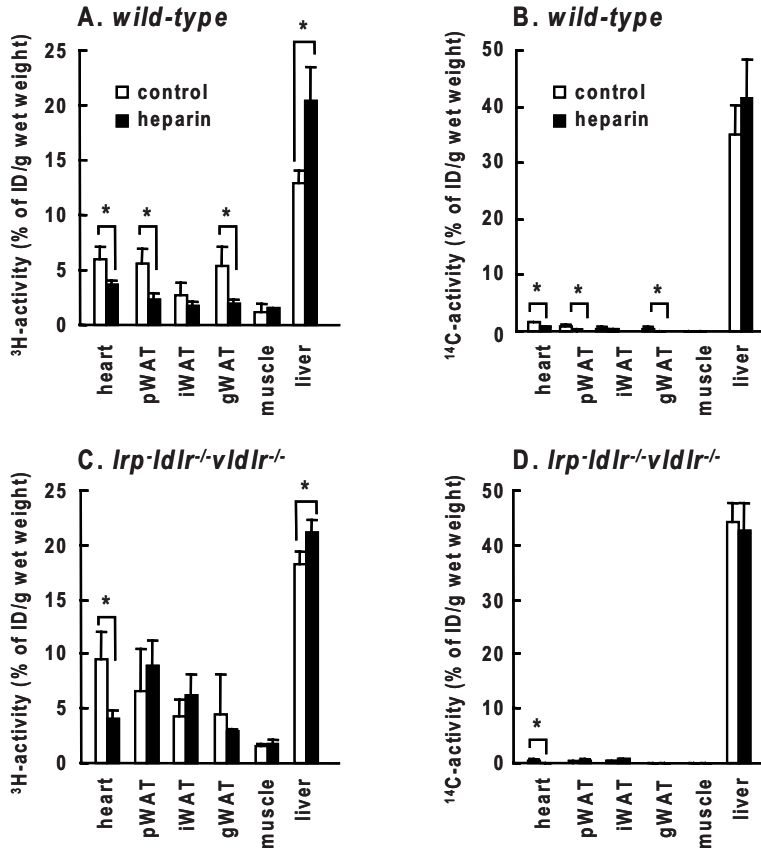 A. wild-type
³H-activity (% of ID/g wet weight)
25
20
15
10
5
0
control
heparin
*
*
*
*
heart
pWAT
iWAT
gWAT
muscle
liver
B. wild-type
¹⁴C-activity (% of ID/g wet weight)
50
40
30
20
10
0
control
heparin
*
*
*
heart
pWAT
iWAT
gWAT
muscle
liver
C. lrp⁻ldlr⁻/⁻vldlr⁻/⁻
³H-activity (% of ID/g wet weight)
25
20
15
10
5
0
*
*
heart
pWAT
iWAT
gWAT
muscle
liver
D. lrp⁻ldlr⁻/⁻vldlr⁻/⁻
¹⁴C-activity (% of ID/g wet weight)
50
40
30
20
10
0
*
heart
pWAT
iWAT
gWAT
muscle
liver